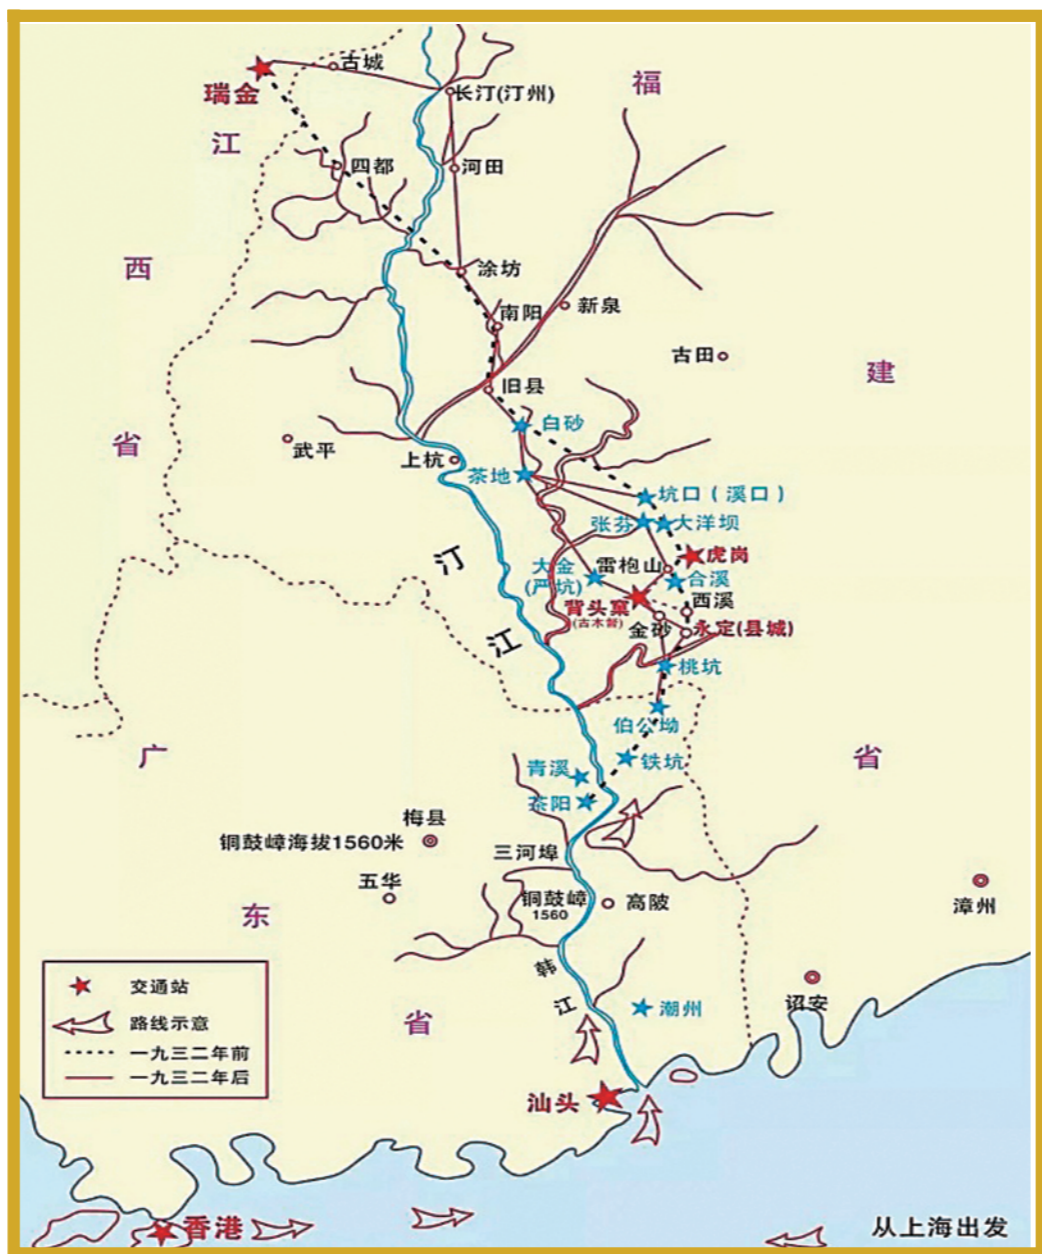 古城
瑞金
长汀(汀州)
福
江
四都
河田
西
涂坊
新泉
南阳
古田
建
旧县
白砂
省
武平
上杭
茶地
坑口（溪口）
张芬
大洋坝
汀
虎岗
大金
(严坑)
雷枹山
合溪
西溪
背头窠
(古木督)
金砂
永定(县城)
江
桃坑
伯公坳
广
省
青溪
铁坑
茶阳
梅县
铜鼓嶂海拔1560米
三河埠
五华
铜鼓嶂
1560
高陂
漳州
东
韩
江
诏安
潮州
省
交通站
路线示意
一九三二年前
一九三二年后
汕头
香港
从上海出发